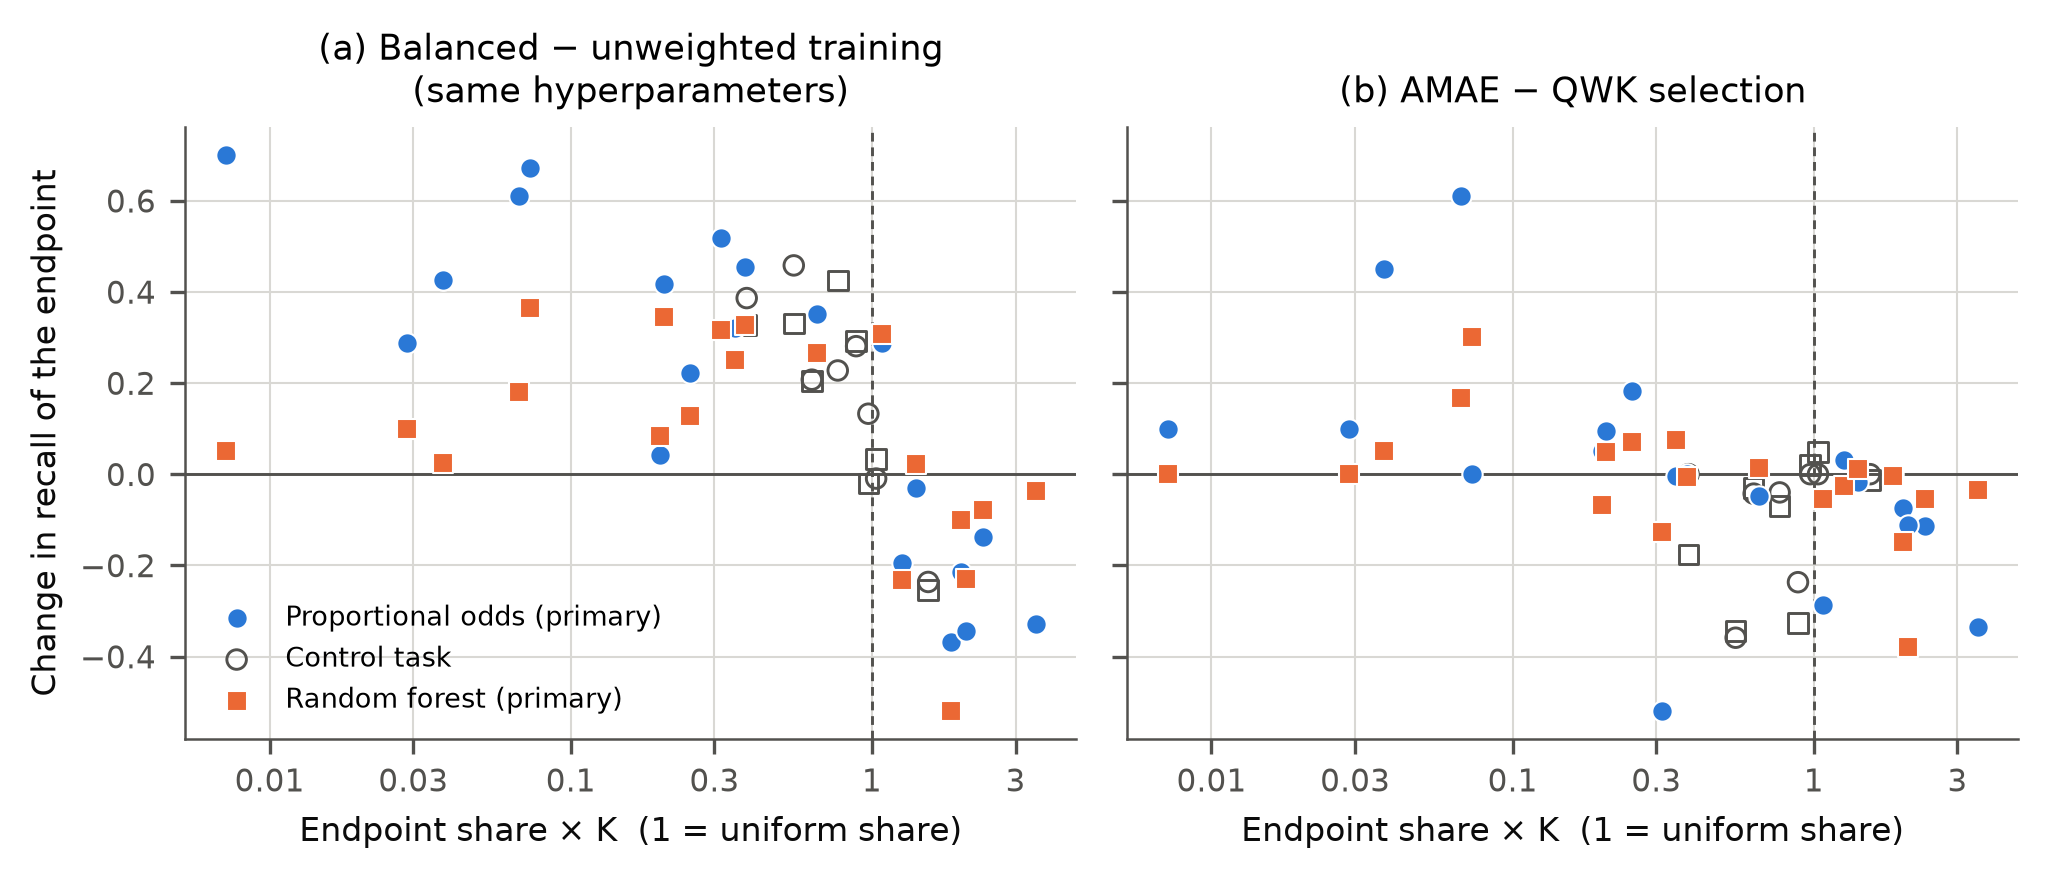 (a) Balanced − unweighted training
(same hyperparameters)
(b) AMAE − QWK selection
Change in recall of the endpoint
0.6
0.4
0.2
0.0
−0.2
−0.4
Proportional odds (primary)
Control task
Random forest (primary)
0.01 0.03 0.1 0.3 1 3
0.01 0.03 0.1 0.3 1 3
Endpoint share × K (1 = uniform share)
Endpoint share × K (1 = uniform share)